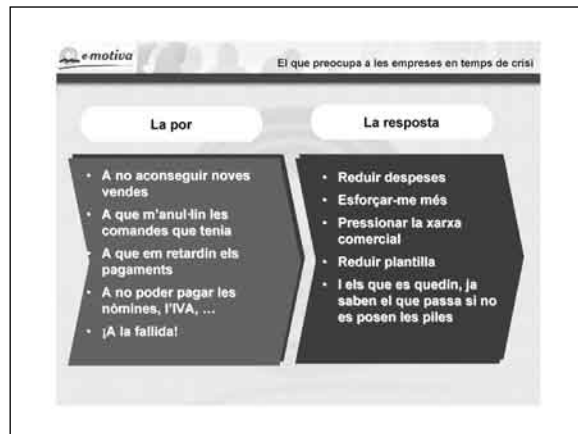 e·motiva
El que preocupa a les empreses en temps de crisi
La por
• A no aconseguir noves
vendes
• A que m'anul·lin les
comandes que tenia
• A que em retardin els
pagaments
• A no poder pagar les
nòmines, l'IVA, ...
• ¡A la fallida!
La resposta
• Reduir despeses
• Esforçar-me més
• Pressionar la xarxa
comercial
• Reduir plantilla
• I els que es quedin, ja
saben el que passa si no
es posen les piles